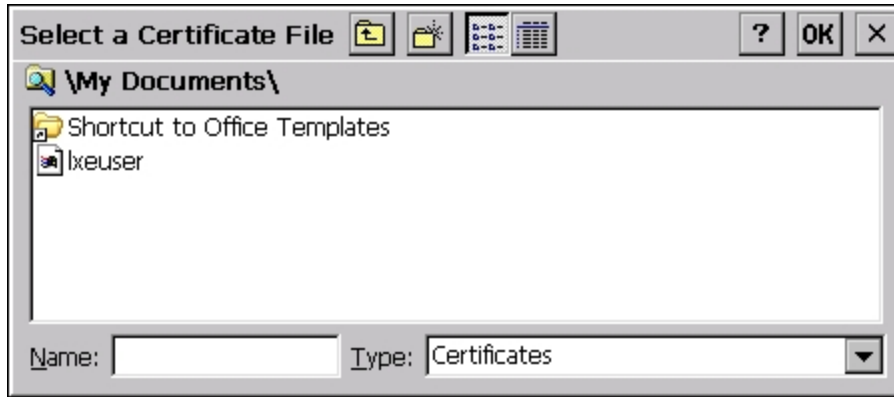 Select a Certificate File ? OK ×
\My Documents\
Shortcut to Office Templates
lxeuser
Name: Type: Certificates